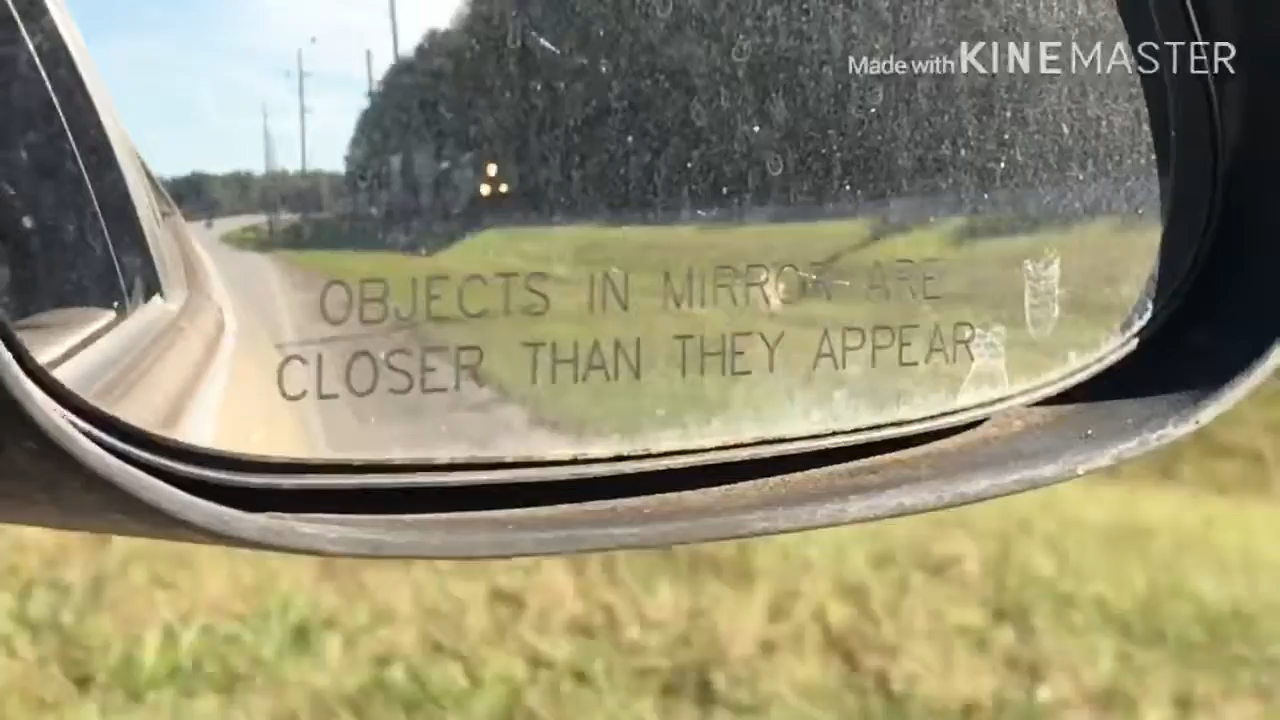 Made with KINEMASTER
OBJECTS IN MIRROR ARE
CLOSER THAN THEY APPEAR